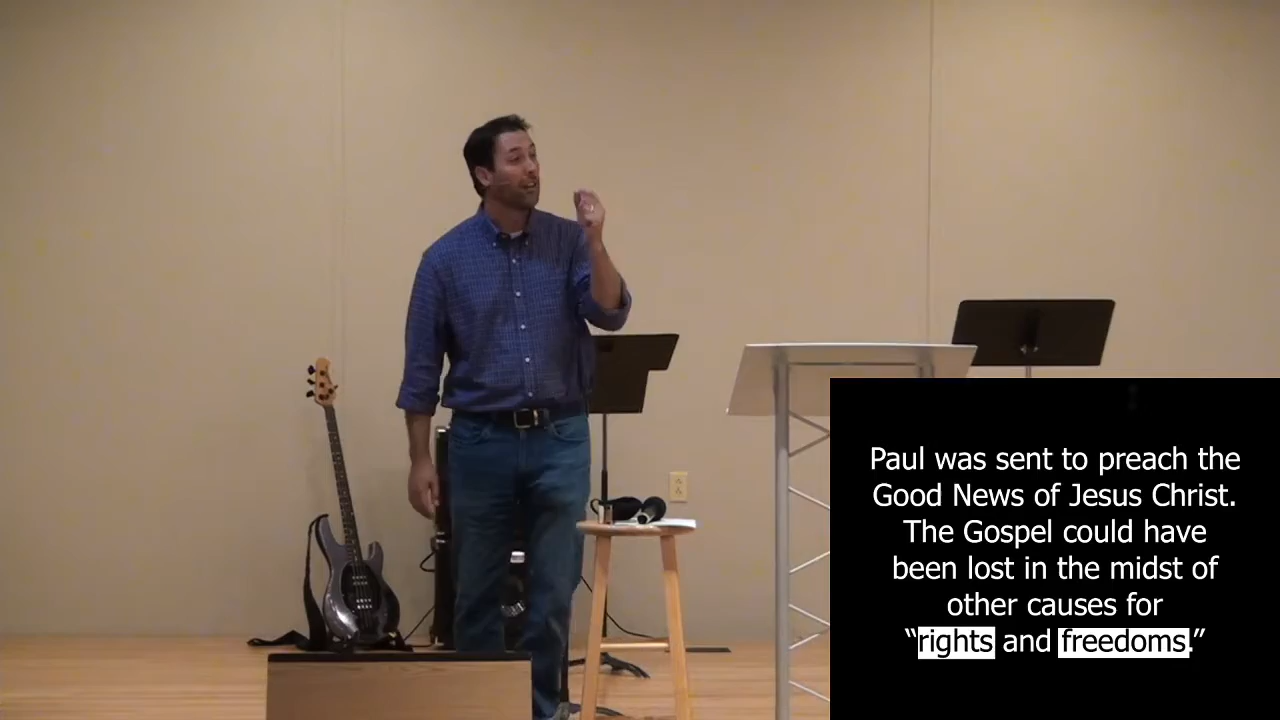 Paul was sent to preach the
Good News of Jesus Christ.
The Gospel could have
been lost in the midst of
other causes for
“rights and freedoms.”